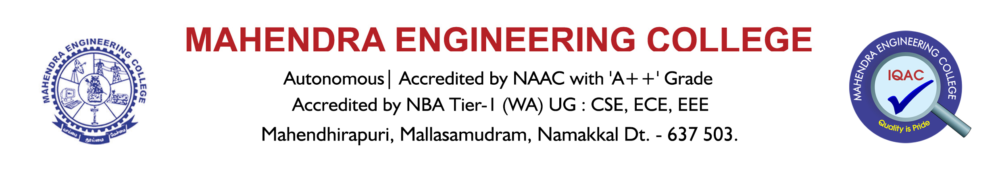 MAHENDRA ENGINEERING COLLEGE
MAHENDRA ENGINEERING COLLEGE
Autonomous| Accredited by NAAC with 'A++' Grade
Accredited by NBA Tier-1 (WA) UG : CSE, ECE, EEE
Mahendhirapuri, Mallasamudram, Namakkal Dt. - 637 503.
வாய்மை தூய்மை மேன்மை
MAHENDRA ENGINEERING COLLEGE
IQAC
Quality is Pride